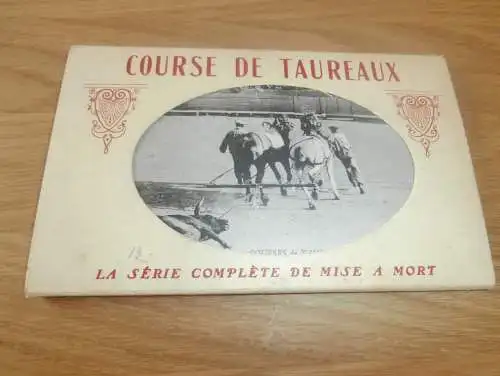 COURSE DE TAUREAUX
LA SÉRIE COMPLÈTE DE MISE A MORT